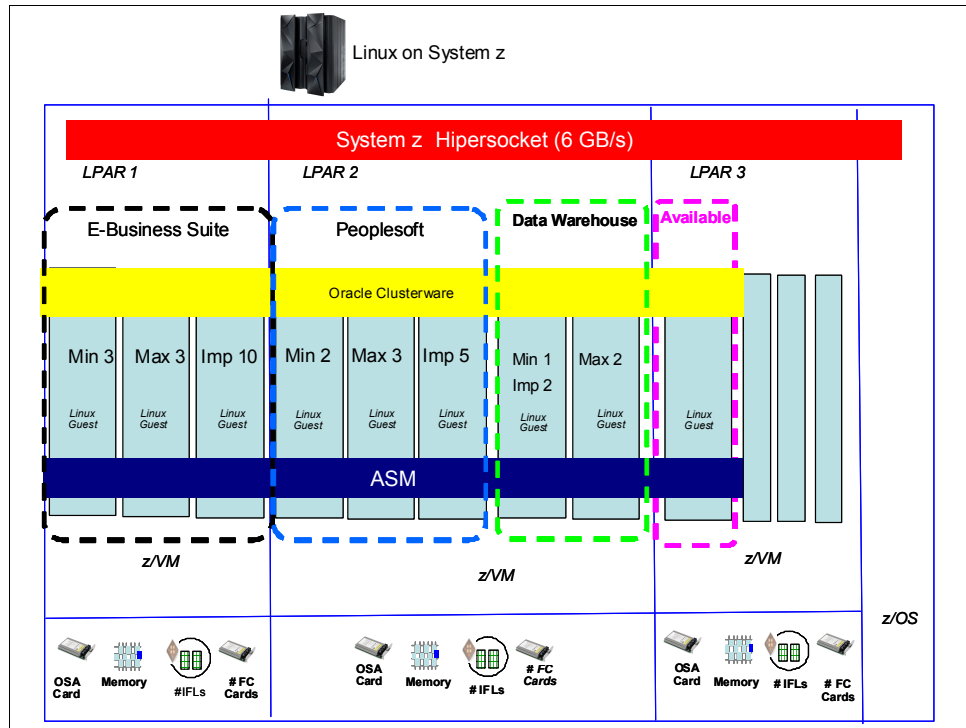 Linux on System z
System z Hipersocket (6 GB/s)
LPAR 1
LPAR 2
LPAR 3
E-Business Suite
Peoplesoft
Data Warehouse
Available
Oracle Clusterware
Min 3
Max 3
Imp 10
Min 2
Max 3
Imp 5
Min 1
Imp 2
Max 2
Linux
Guest
Linux
Guest
Linux
Guest
Linux
Guest
Linux
Guest
Linux
Guest
Linux
Guest
Linux
Guest
Linux
Guest
ASM
z/VM
z/VM
z/VM
z/OS
OSA
Card
Memory
#IFLs
# FC
Cards
OSA
Card
Memory
# IFLs
# FC
Cards
OSA
Card
Memory
# IFLs
# FC
Cards